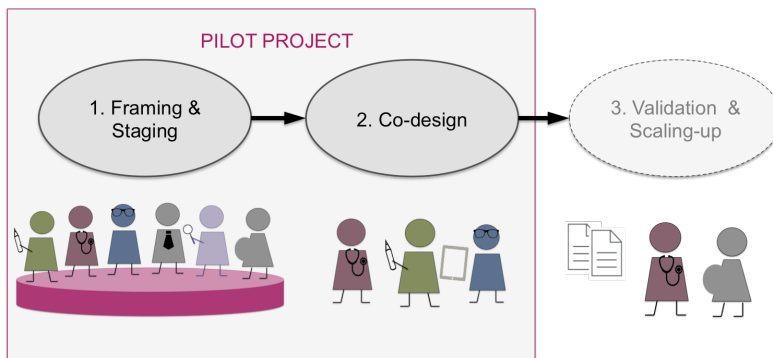 PILOT PROJECT
1. Framing &
Staging
2. Co-design
3. Validation &
Scaling-up